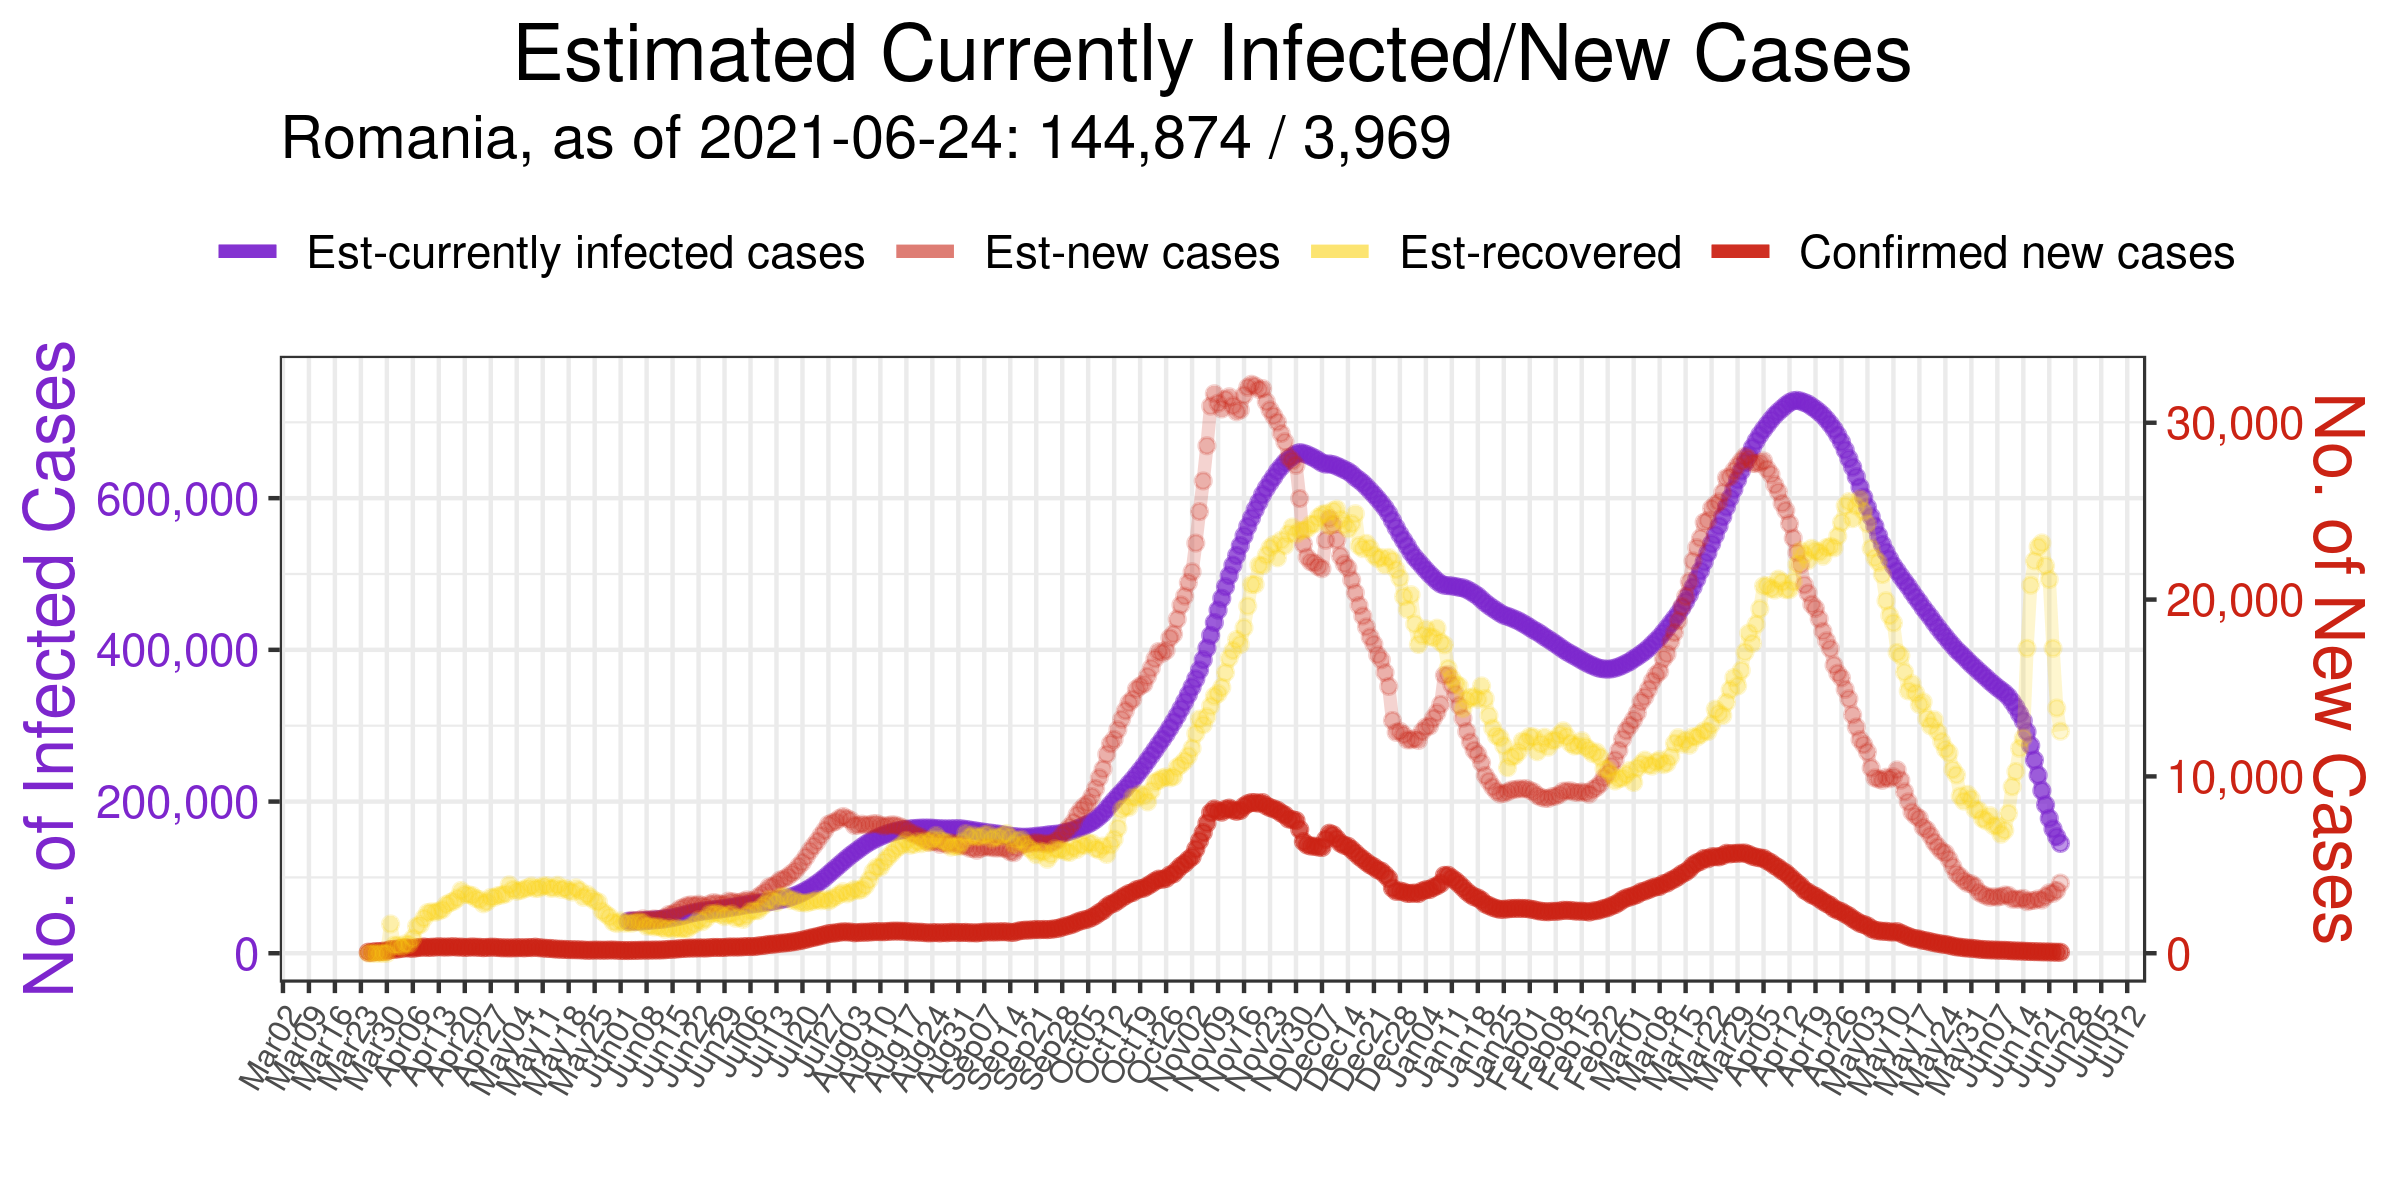 Estimated Currently Infected/New Cases
Romania, as of 2021-06-24: 144,874 / 3,969
Est-currently infected cases
Est-new cases
Est-recovered
Confirmed new cases
No. of Infected Cases
600,000
400,000
200,000
0
30,000
20,000
10,000
0
No. of New Cases
Mar02
Mar09
Mar16
Mar23
Mar30
Apr06
Apr13
Apr20
Apr27
May04
May11
May18
May25
Jun01
Jun08
Jun15
Jun22
Jun29
Jul06
Jul13
Jul20
Jul27
Aug03
Aug10
Aug17
Aug24
Aug31
Sep07
Sep14
Sep21
Sep28
Oct05
Oct12
Oct19
Oct26
Nov02
Nov09
Nov16
Nov23
Nov30
Dec07
Dec14
Dec21
Dec28
Jan04
Jan11
Jan18
Jan25
Feb01
Feb08
Feb15
Feb22
Mar01
Mar08
Mar15
Mar22
Mar29
Apr05
Apr12
Apr19
Apr26
May03
May10
May17
May24
May31
Jun07
Jun14
Jun21
Jun28
Jul05
Jul12